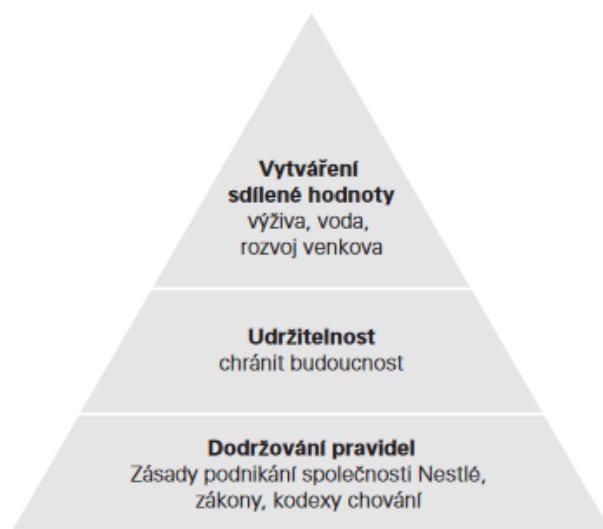 Vytváření
sdílené hodnoty
výživa, voda,
rozvoj venkova
Udržitelnost
chránit budoucnost
Dodržování pravidel
Zásady podnikání společnosti Nestlé,
zákony, kodexy chování